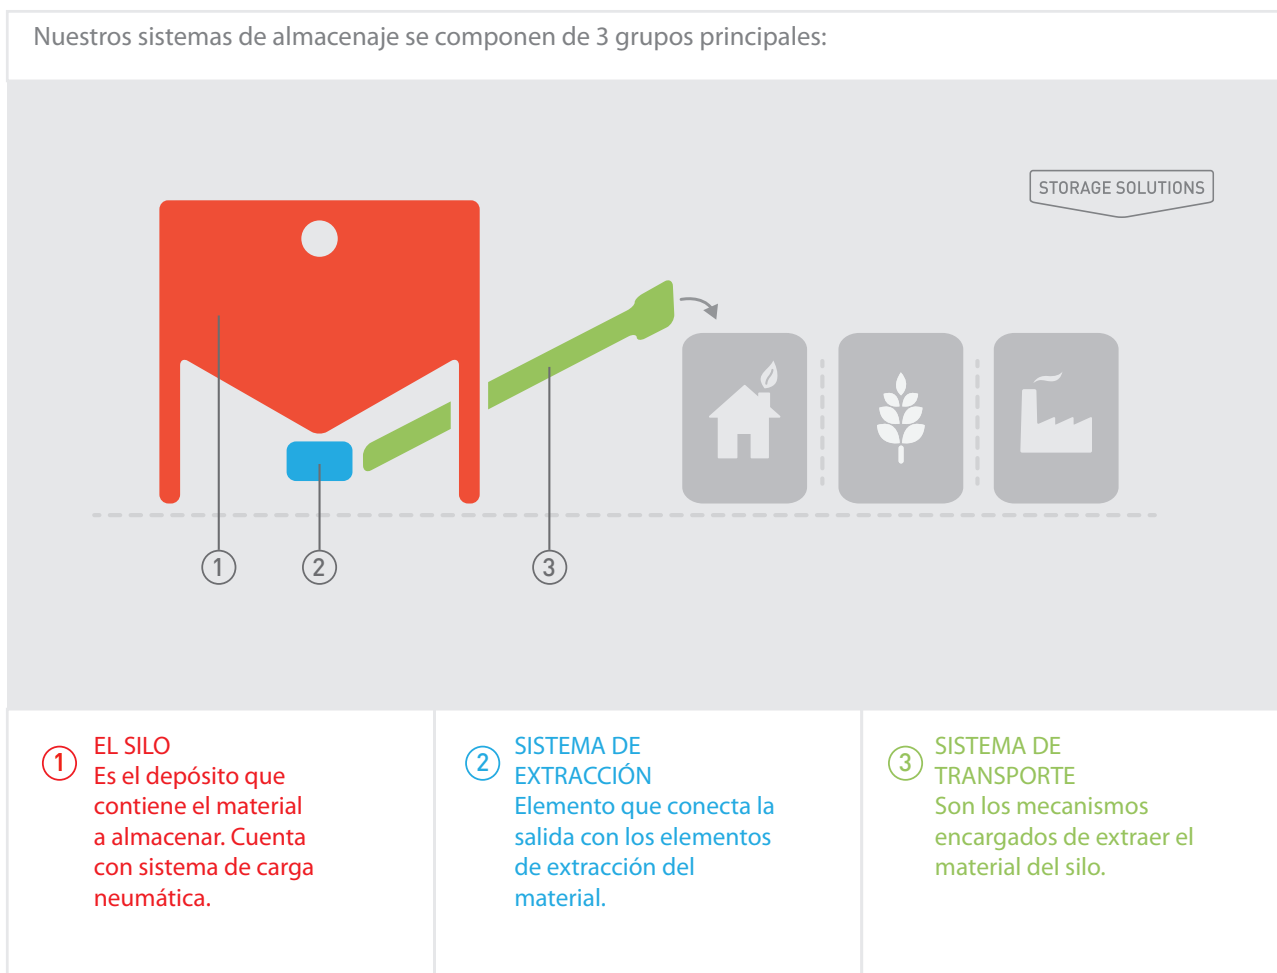 Nuestros sistemas de almacenaje se componen de 3 grupos principales:
STORAGE SOLUTIONS
1
2
3
1
EL SILO
Es el depósito que
contiene el material
a almacenar. Cuenta
con sistema de carga
neumática.
2
SISTEMA DE
EXTRACCIÓN
Elemento que conecta la
salida con los elementos
de extracción del
material.
3
SISTEMA DE
TRANSPORTE
Son los mecanismos
encargados de extraer el
material del silo.